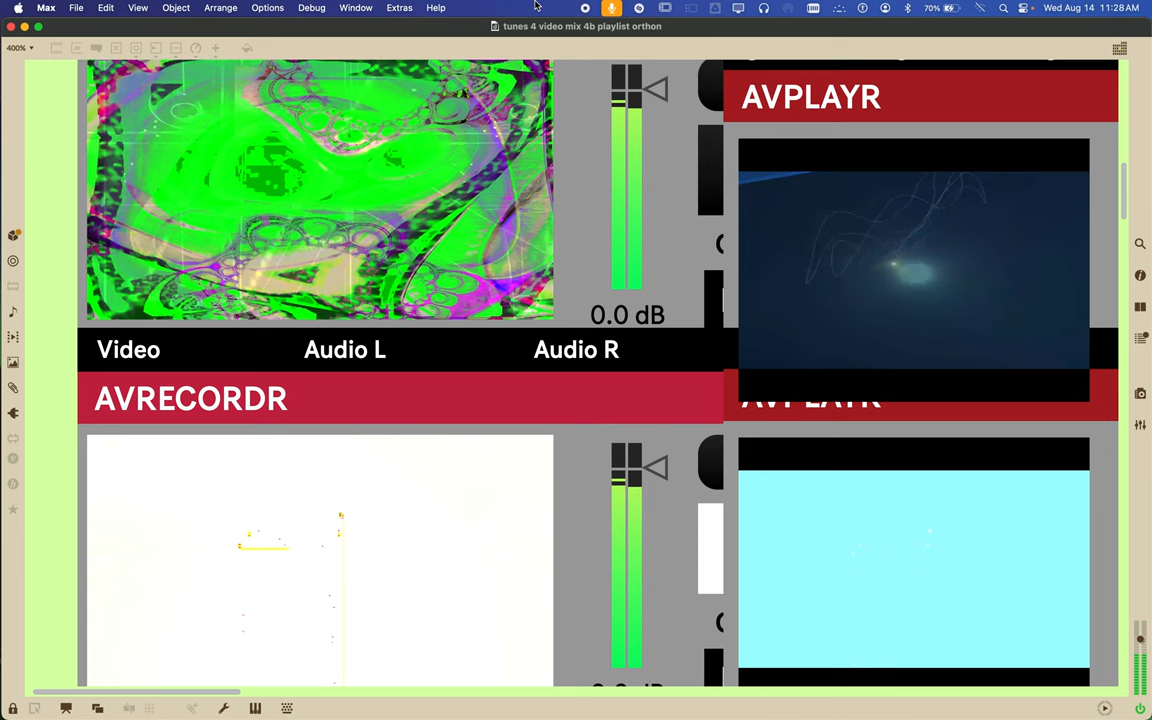 Max File Edit View Object Arrange Options Debug Window Extras Help 70% Wed Aug 14 11:28 AM
tunes 4 video mix 4b playlist orthon
400%
AVPLAYR
0.0 dB
Video Audio L Audio R
AVRECORDR